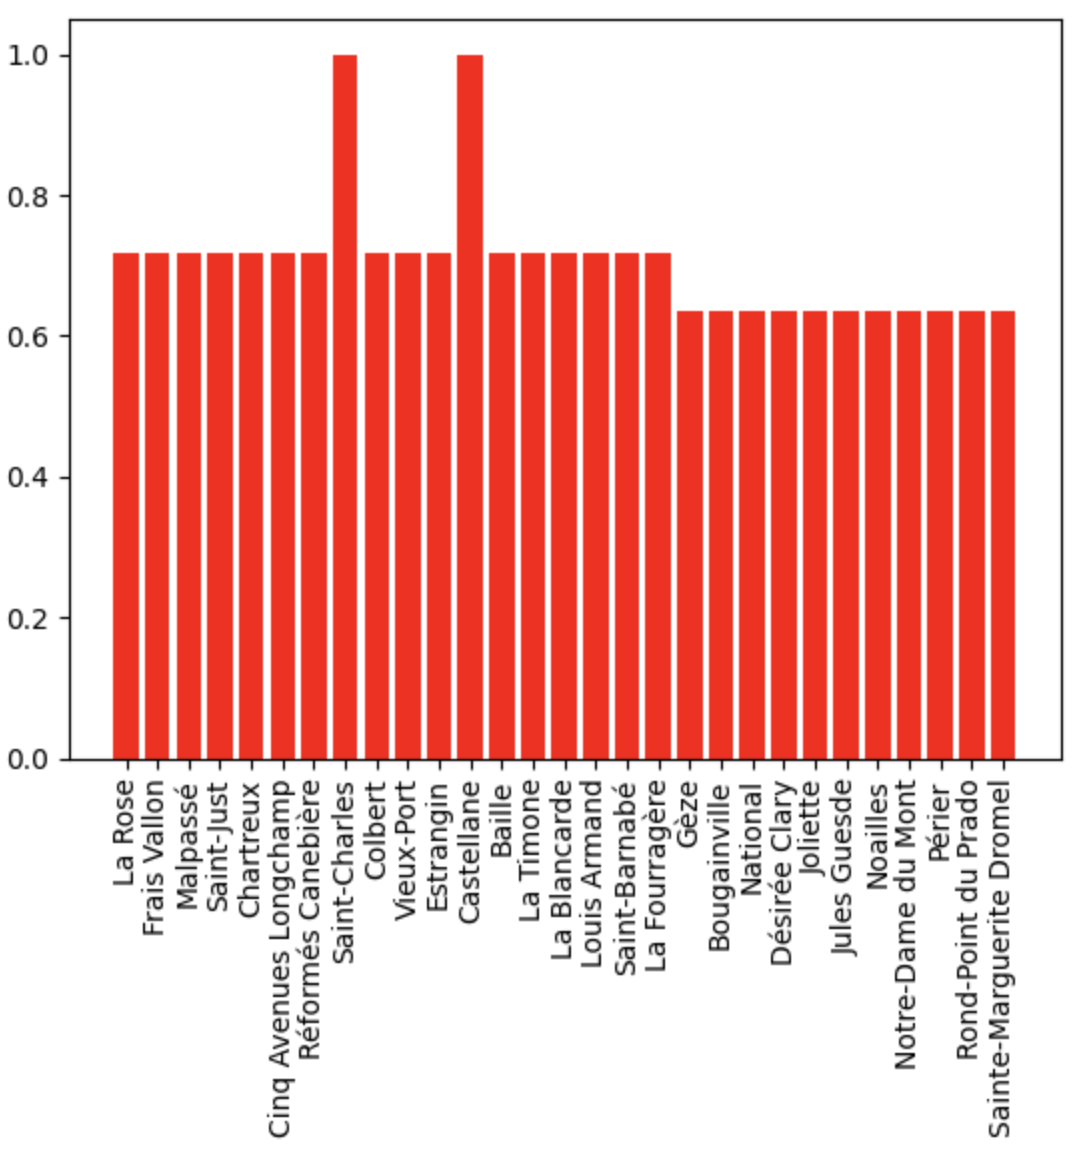 1.0
0.8
0.6
0.4
0.2
0.0
La Rose
Frais Vallon
Malpassé
Saint-Just
Chartreux
Cinq Avenues Longchamp
Réformés Canebière
Saint-Charles
Colbert
Vieux-Port
Estrangin
Castellane
Baille
La Timone
La Blancarde
Louis Armand
Saint-Barnabé
La Fourragère
Gèze
Bougainville
National
Désirée Clary
Joliette
Jules Guesde
Noailles
Notre-Dame du Mont
Périer
Rond-Point du Prado
Sainte-Marguerite Dromel